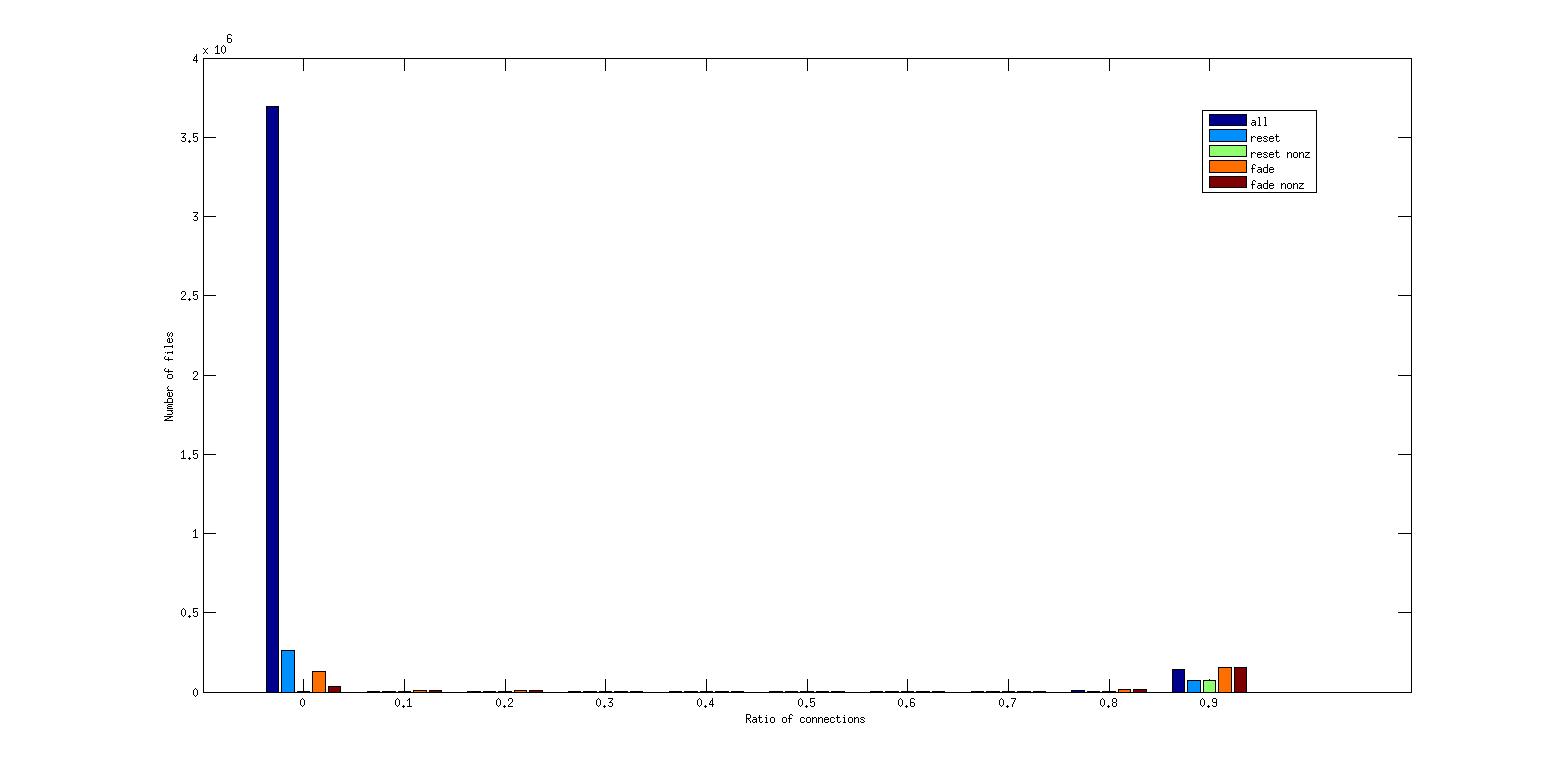 x 10^6
4
3.5
3
2.5
2
1.5
1
0.5
0
Number of files
all
reset
reset nonz
fade
fade nonz
0 0.1 0.2 0.3 0.4 0.5 0.6 0.7 0.8 0.9
Ratio of connections